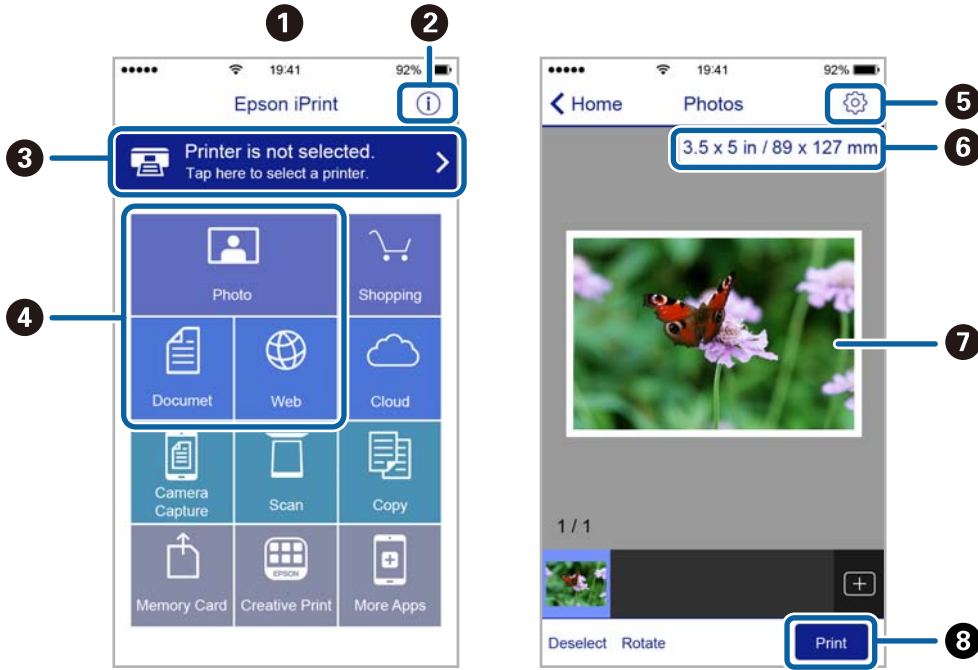 1
2
19:41
92%
Epson iPrint
3
Printer is not selected.
Tap here to select a printer.
4
Photo
Shopping
Documet
Web
Cloud
Camera
Capture
Scan
Copy
EPSON
Memory Card
Creative Print
More Apps
19:41
92%
Home
Photos
5
3.5 x 5 in / 89 x 127 mm
6
7
1 / 1
Deselect
Rotate
Print
8